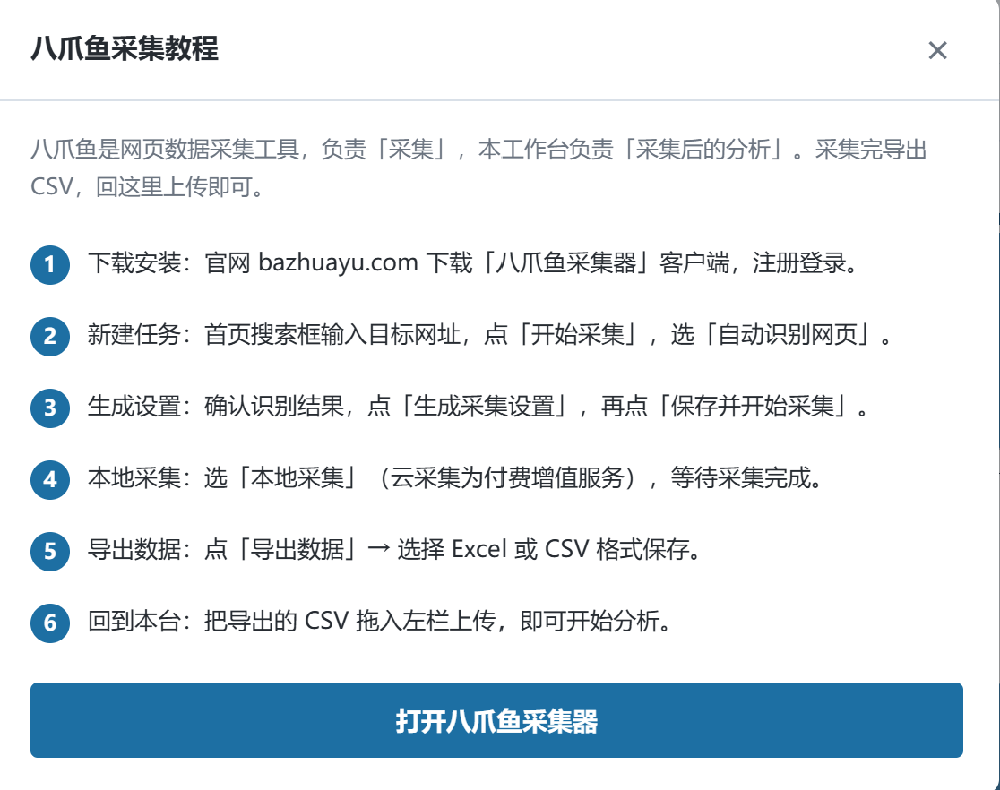 八爪鱼采集教程
×
八爪鱼是网页数据采集工具，负责「采集」，本工作台负责「采集后的分析」。采集完导出
CSV，回这里上传即可。
1 下载安装：官网 bazhuayu.com 下载「八爪鱼采集器」客户端，注册登录。
2 新建任务：首页搜索框输入目标网址，点「开始采集」，选「自动识别网页」。
3 生成设置：确认识别结果，点「生成采集设置」，再点「保存并开始采集」。
4 本地采集：选「本地采集」（云采集为付费增值服务），等待采集完成。
5 导出数据：点「导出数据」→ 选择 Excel 或 CSV 格式保存。
6 回到本台：把导出的 CSV 拖入左栏上传，即可开始分析。
打开八爪鱼采集器